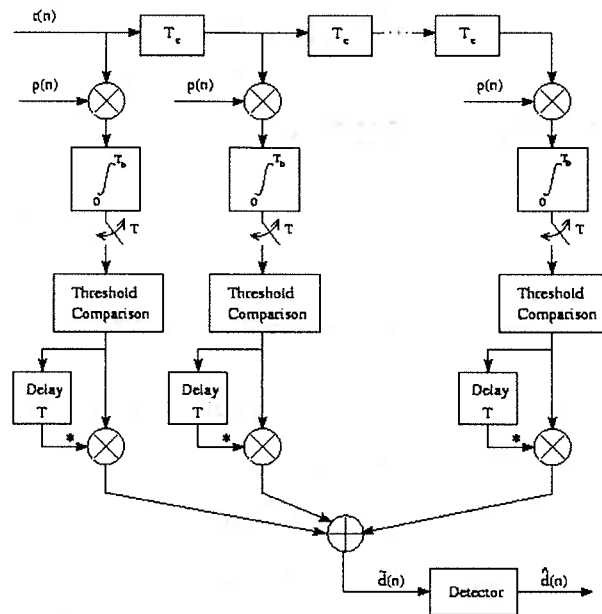 r(n)
T_c
T_c
T_c
p(n)
p(n)
p(n)
T_b
0
T_b
0
T_b
0
T
T
T
Threshold
Comparison
Threshold
Comparison
Threshold
Comparison
Delay
T
Delay
T
Delay
T
*
*
*
d̃(n)
Detector
d̂(n)